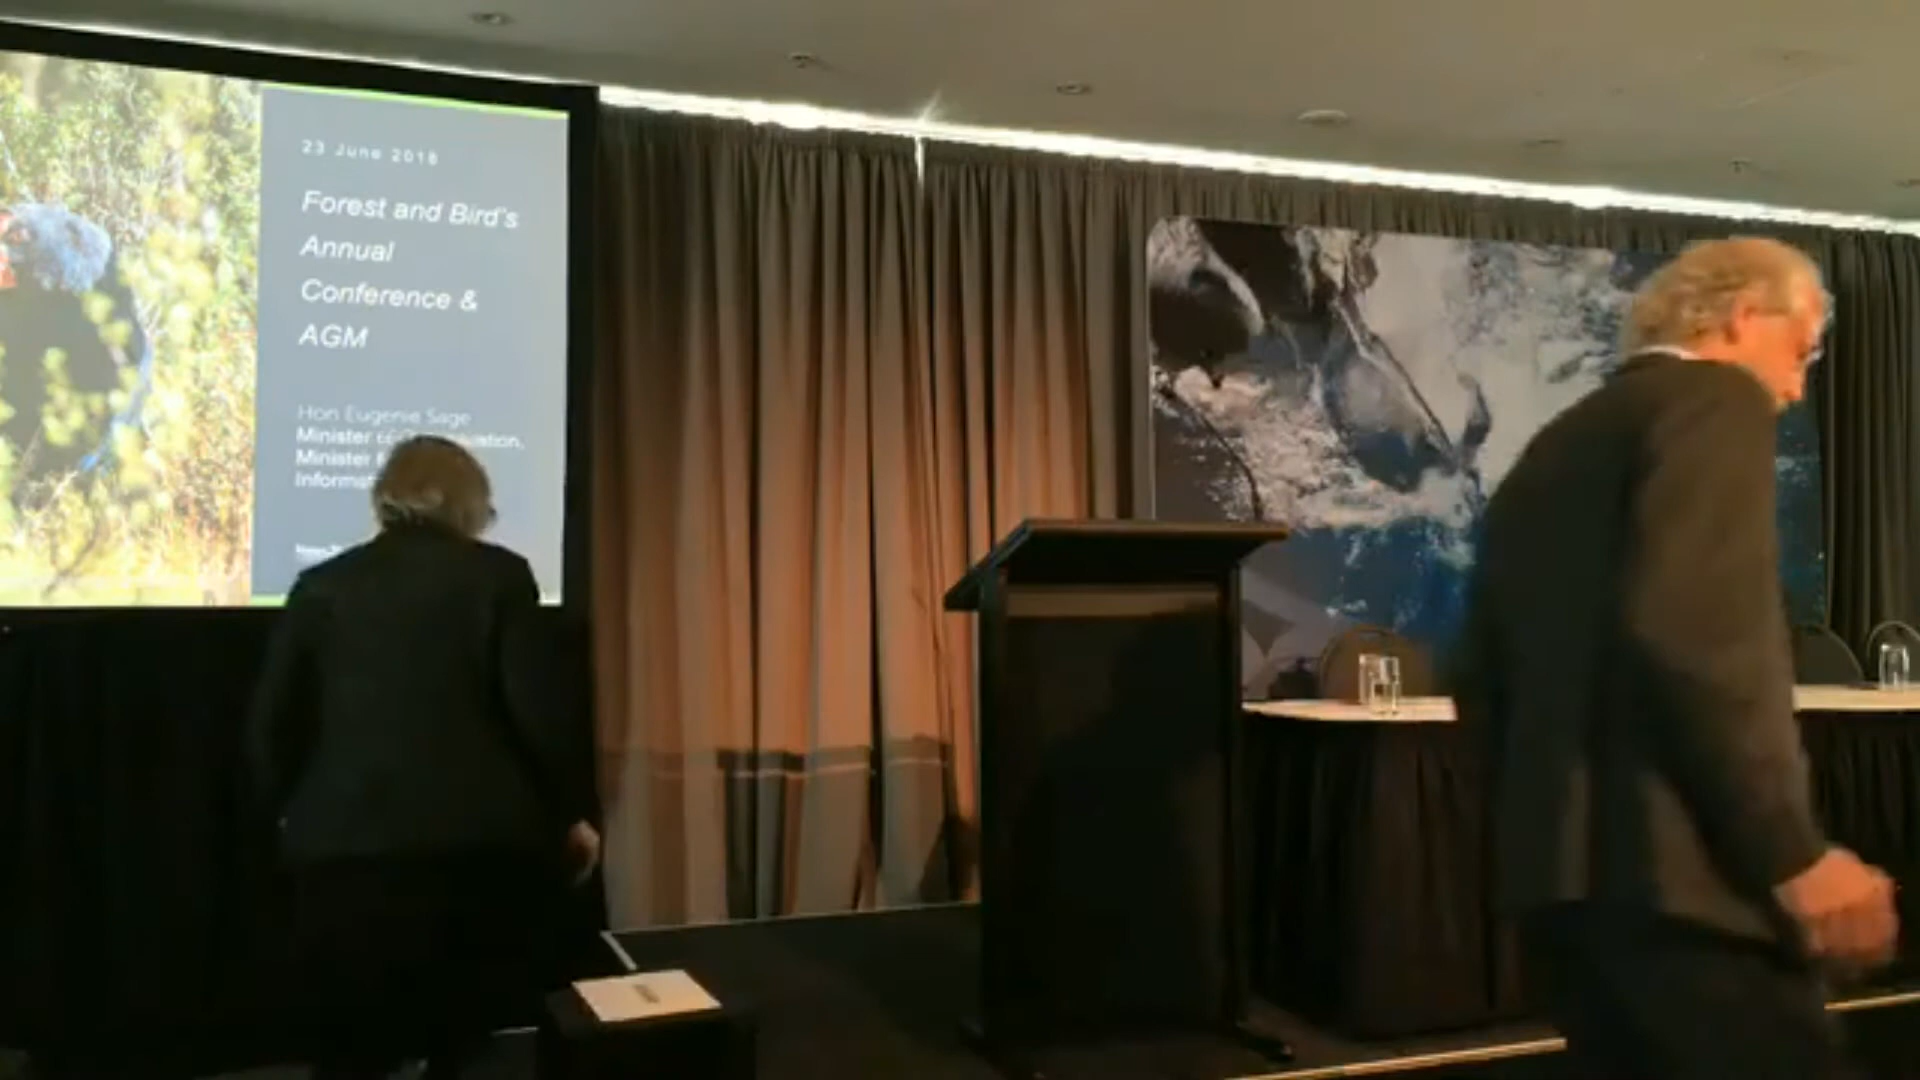 23 June 2018
Forest and Bird's
Annual
Conference &
AGM
Hon Eugenie Sage
Minister
Minister